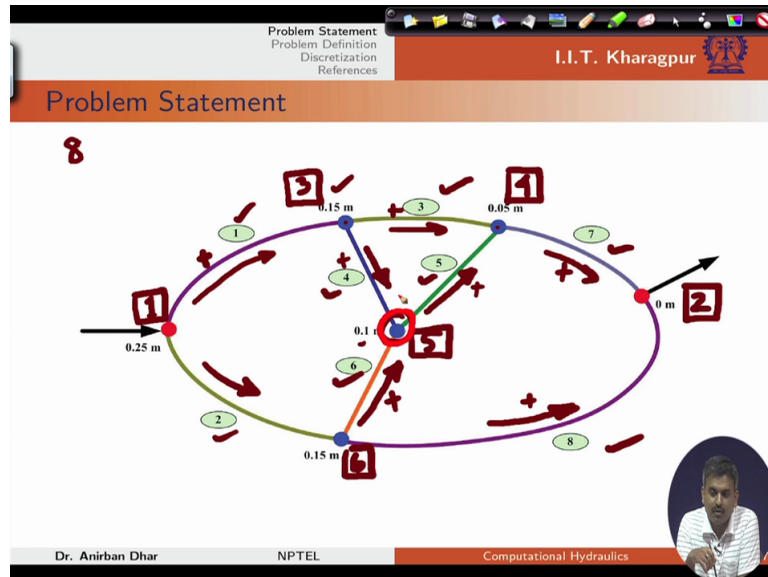 Problem Statement
Problem Definition
Discretization
References
I.I.T. Kharagpur
Problem Statement
8
3
0.15 m
+
3
4
0.05 m
1
+
+
4
5
+
7
+
1
0.25 m
0.1
5
0 m
2
6
+
2
+
8
0.15 m
6
Dr. Anirban Dhar
NPTEL
Computational Hydraulics